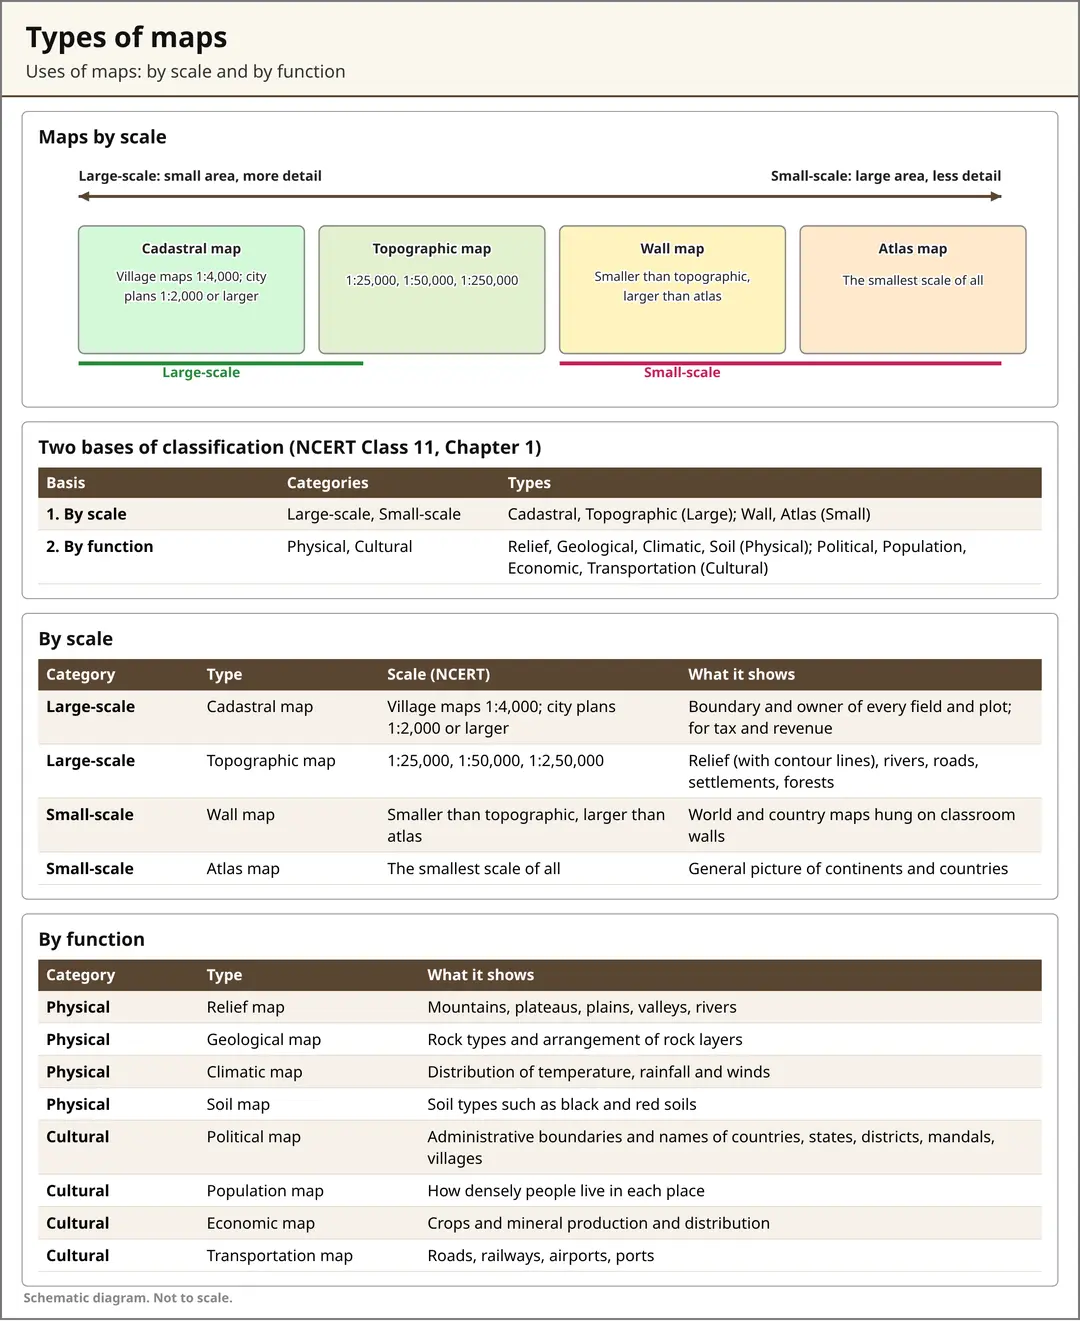 Types of maps
Uses of maps: by scale and by function
Maps by scale
Large-scale: small area, more detail
Small-scale: large area, less detail
Cadastral map
Village maps 1:4,000; city
plans 1:2,000 or larger
Topographic map
1:25,000, 1:50,000, 1:250,000
Wall map
Smaller than topographic,
larger than atlas
Atlas map
The smallest scale of all
Large-scale
Small-scale
Two bases of classification (NCERT Class 11, Chapter 1)
Basis Categories Types
1. By scale Large-scale, Small-scale Cadastral, Topographic (Large); Wall, Atlas (Small)
2. By function Physical, Cultural Relief, Geological, Climatic, Soil (Physical); Political, Population,
Economic, Transportation (Cultural)
By scale
Category Type Scale (NCERT) What it shows
Large-scale Cadastral map Village maps 1:4,000; city plans Boundary and owner of every field and plot;
1:2,000 or larger for tax and revenue
Large-scale Topographic map 1:25,000, 1:50,000, 1:2,50,000 Relief (with contour lines), rivers, roads,
settlements, forests
Small-scale Wall map Smaller than topographic, larger than World and country maps hung on classroom
atlas walls
Small-scale Atlas map The smallest scale of all General picture of continents and countries
By function
Category Type What it shows
Physical Relief map Mountains, plateaus, plains, valleys, rivers
Physical Geological map Rock types and arrangement of rock layers
Physical Climatic map Distribution of temperature, rainfall and winds
Physical Soil map Soil types such as black and red soils
Cultural Political map Administrative boundaries and names of countries, states, districts, mandals,
villages
Cultural Population map How densely people live in each place
Cultural Economic map Crops and mineral production and distribution
Cultural Transportation map Roads, railways, airports, ports
Schematic diagram. Not to scale.